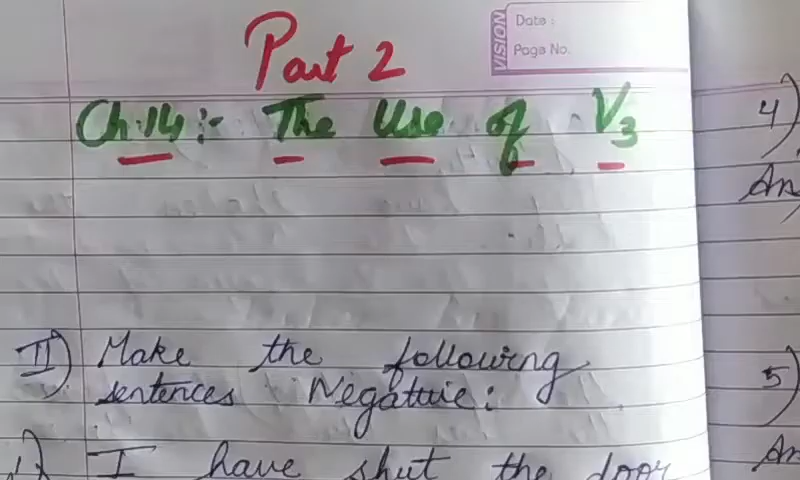 Part 2
VISION
Date :
Page No.
Ch.14:- The Use of V3
4)
An
II) Make the following
sentences Negative:
5)
1) I have shut the door
An